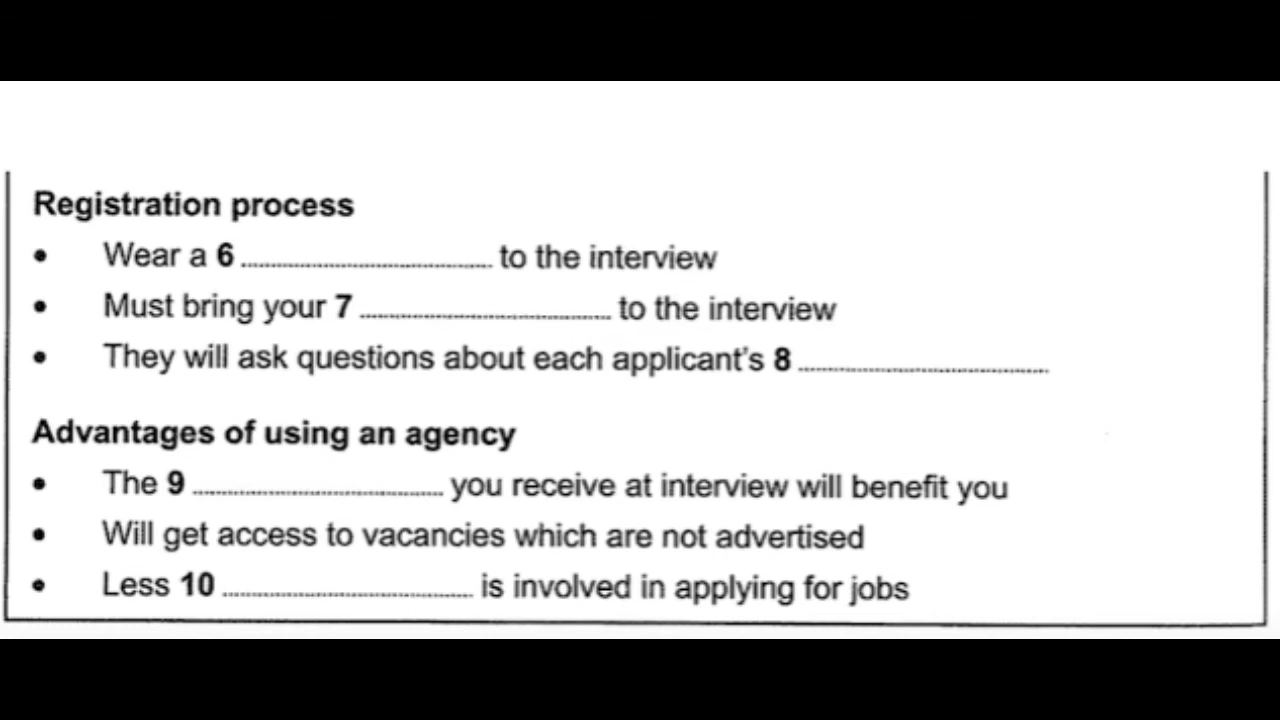 Registration process
• Wear a 6 ........................................ to the interview
• Must bring your 7 ........................................ to the interview
• They will ask questions about each applicant's 8 ........................................
Advantages of using an agency
• The 9 ........................................ you receive at interview will benefit you
• Will get access to vacancies which are not advertised
• Less 10 ........................................ is involved in applying for jobs